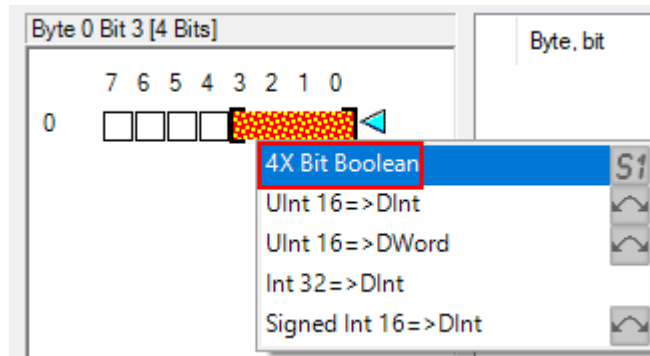 Byte 0 Bit 3 [4 Bits]
Byte, bit
7 6 5 4 3 2 1 0
0
4X Bit Boolean S1
UInt 16=>DInt
UInt 16=>DWord
Int 32=>DInt
Signed Int 16=>DInt